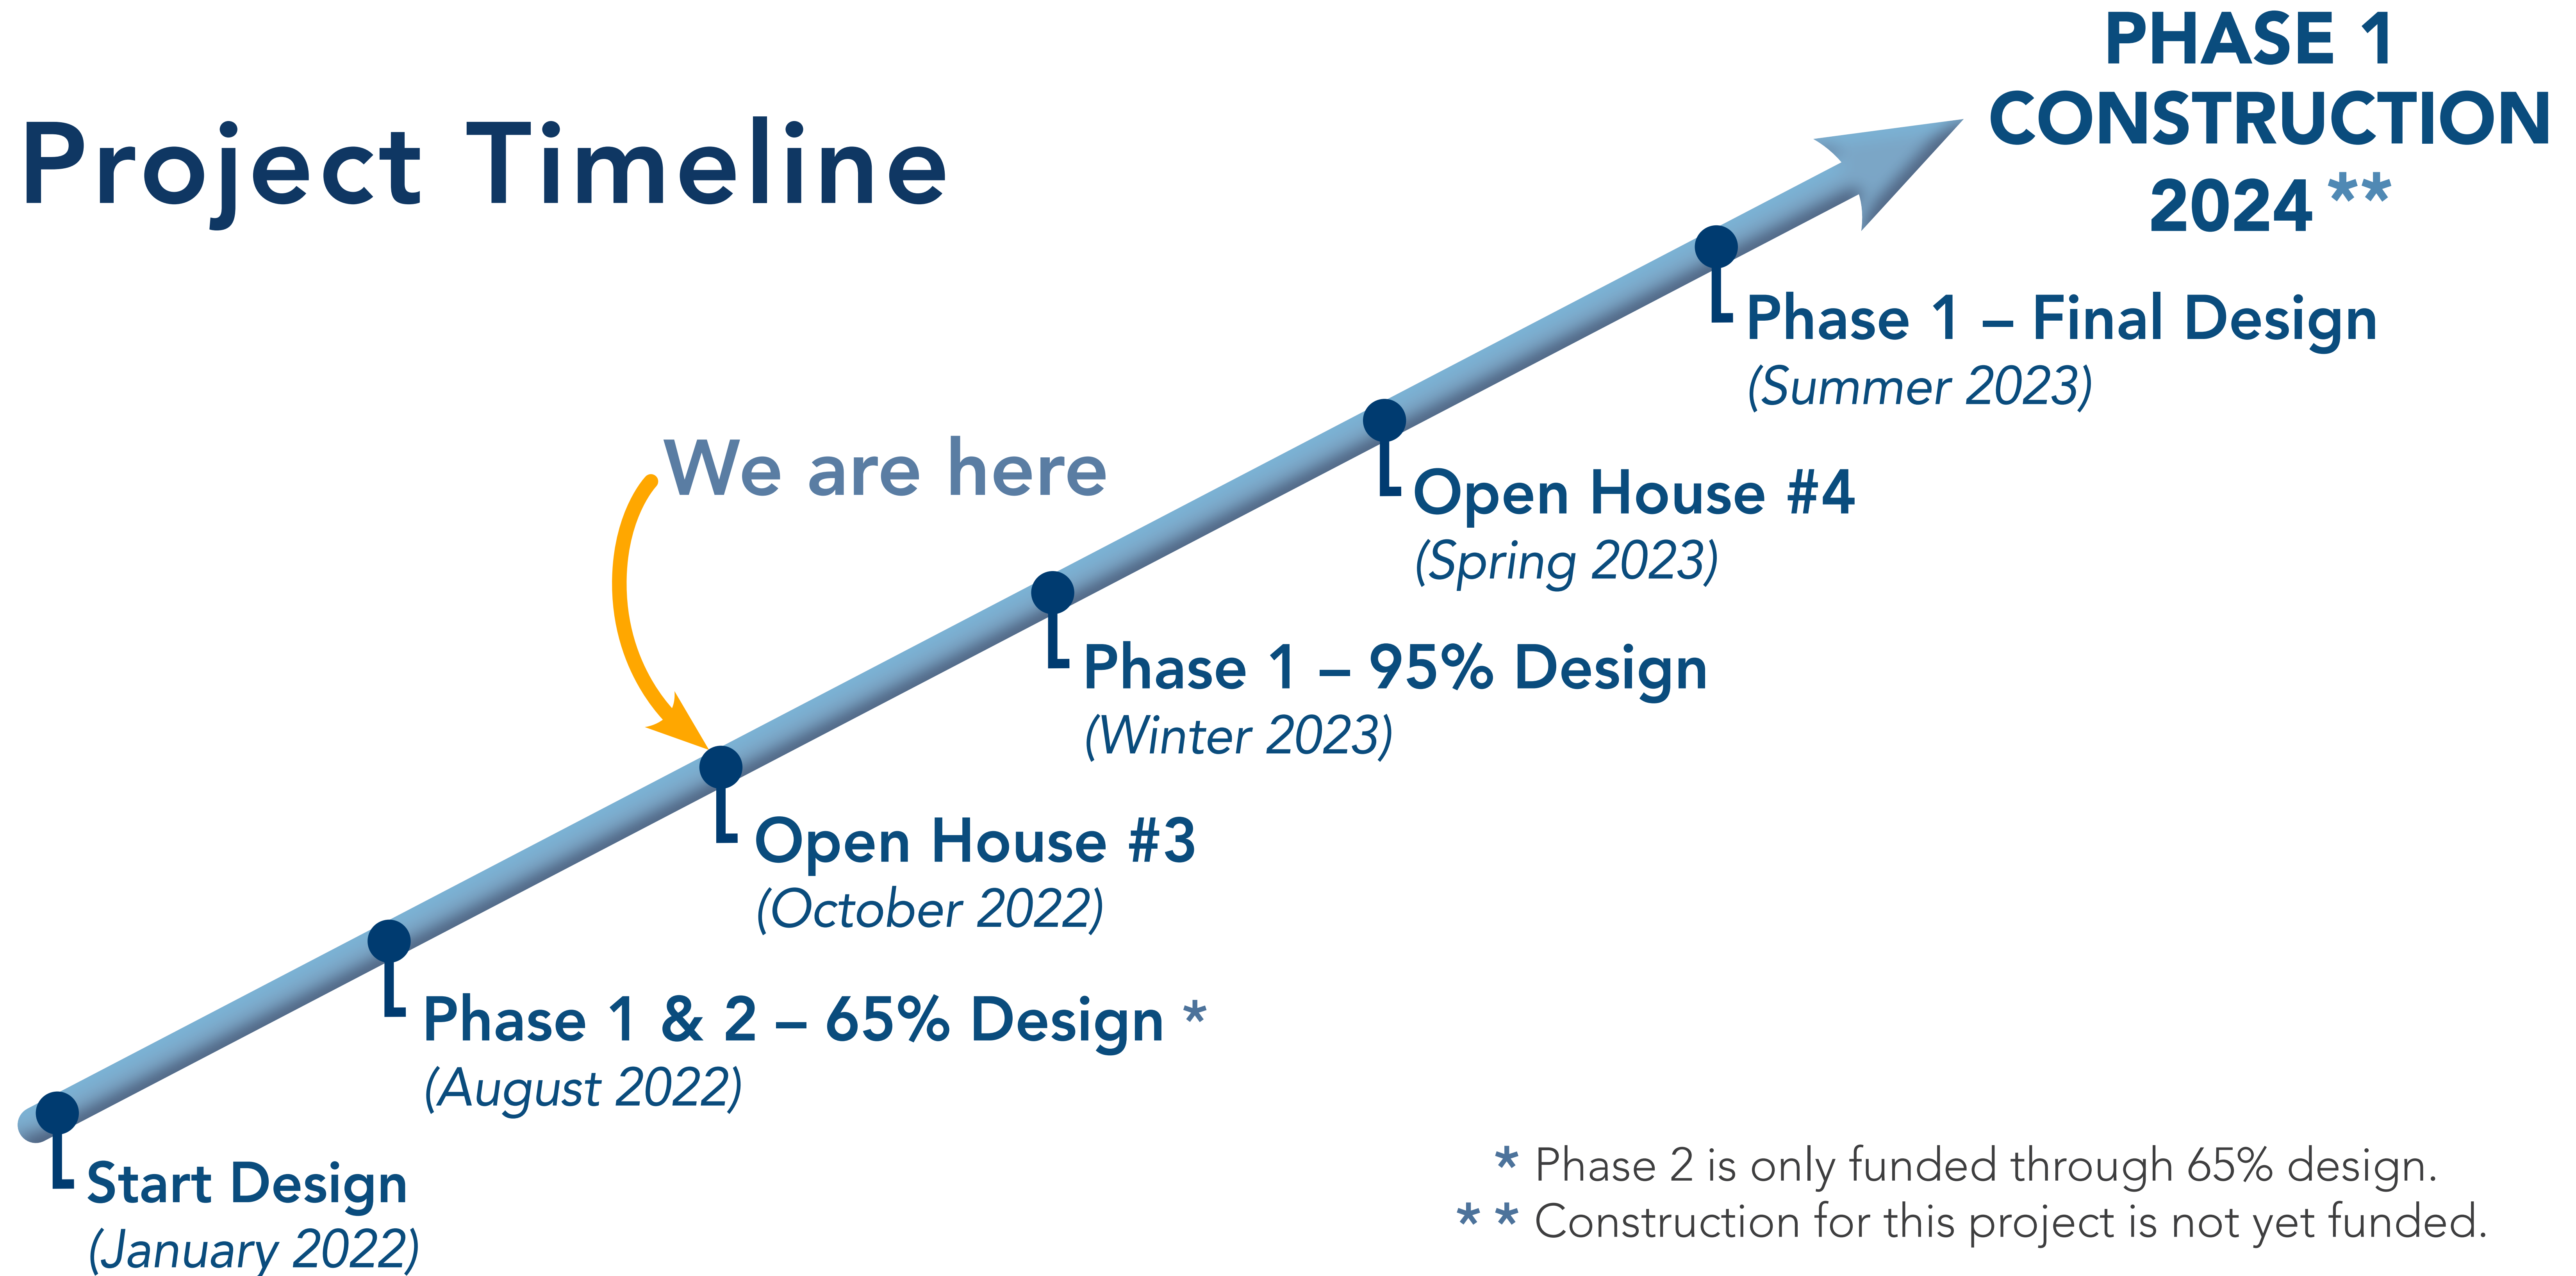 Project Timeline
PHASE 1
CONSTRUCTION
2024 **
Phase 1 – Final Design
(Summer 2023)
We are here
Open House #4
(Spring 2023)
Phase 1 – 95% Design
(Winter 2023)
Open House #3
(October 2022)
Phase 1 & 2 – 65% Design *
(August 2022)
Start Design
(January 2022)
* Phase 2 is only funded through 65% design.
* * Construction for this project is not yet funded.